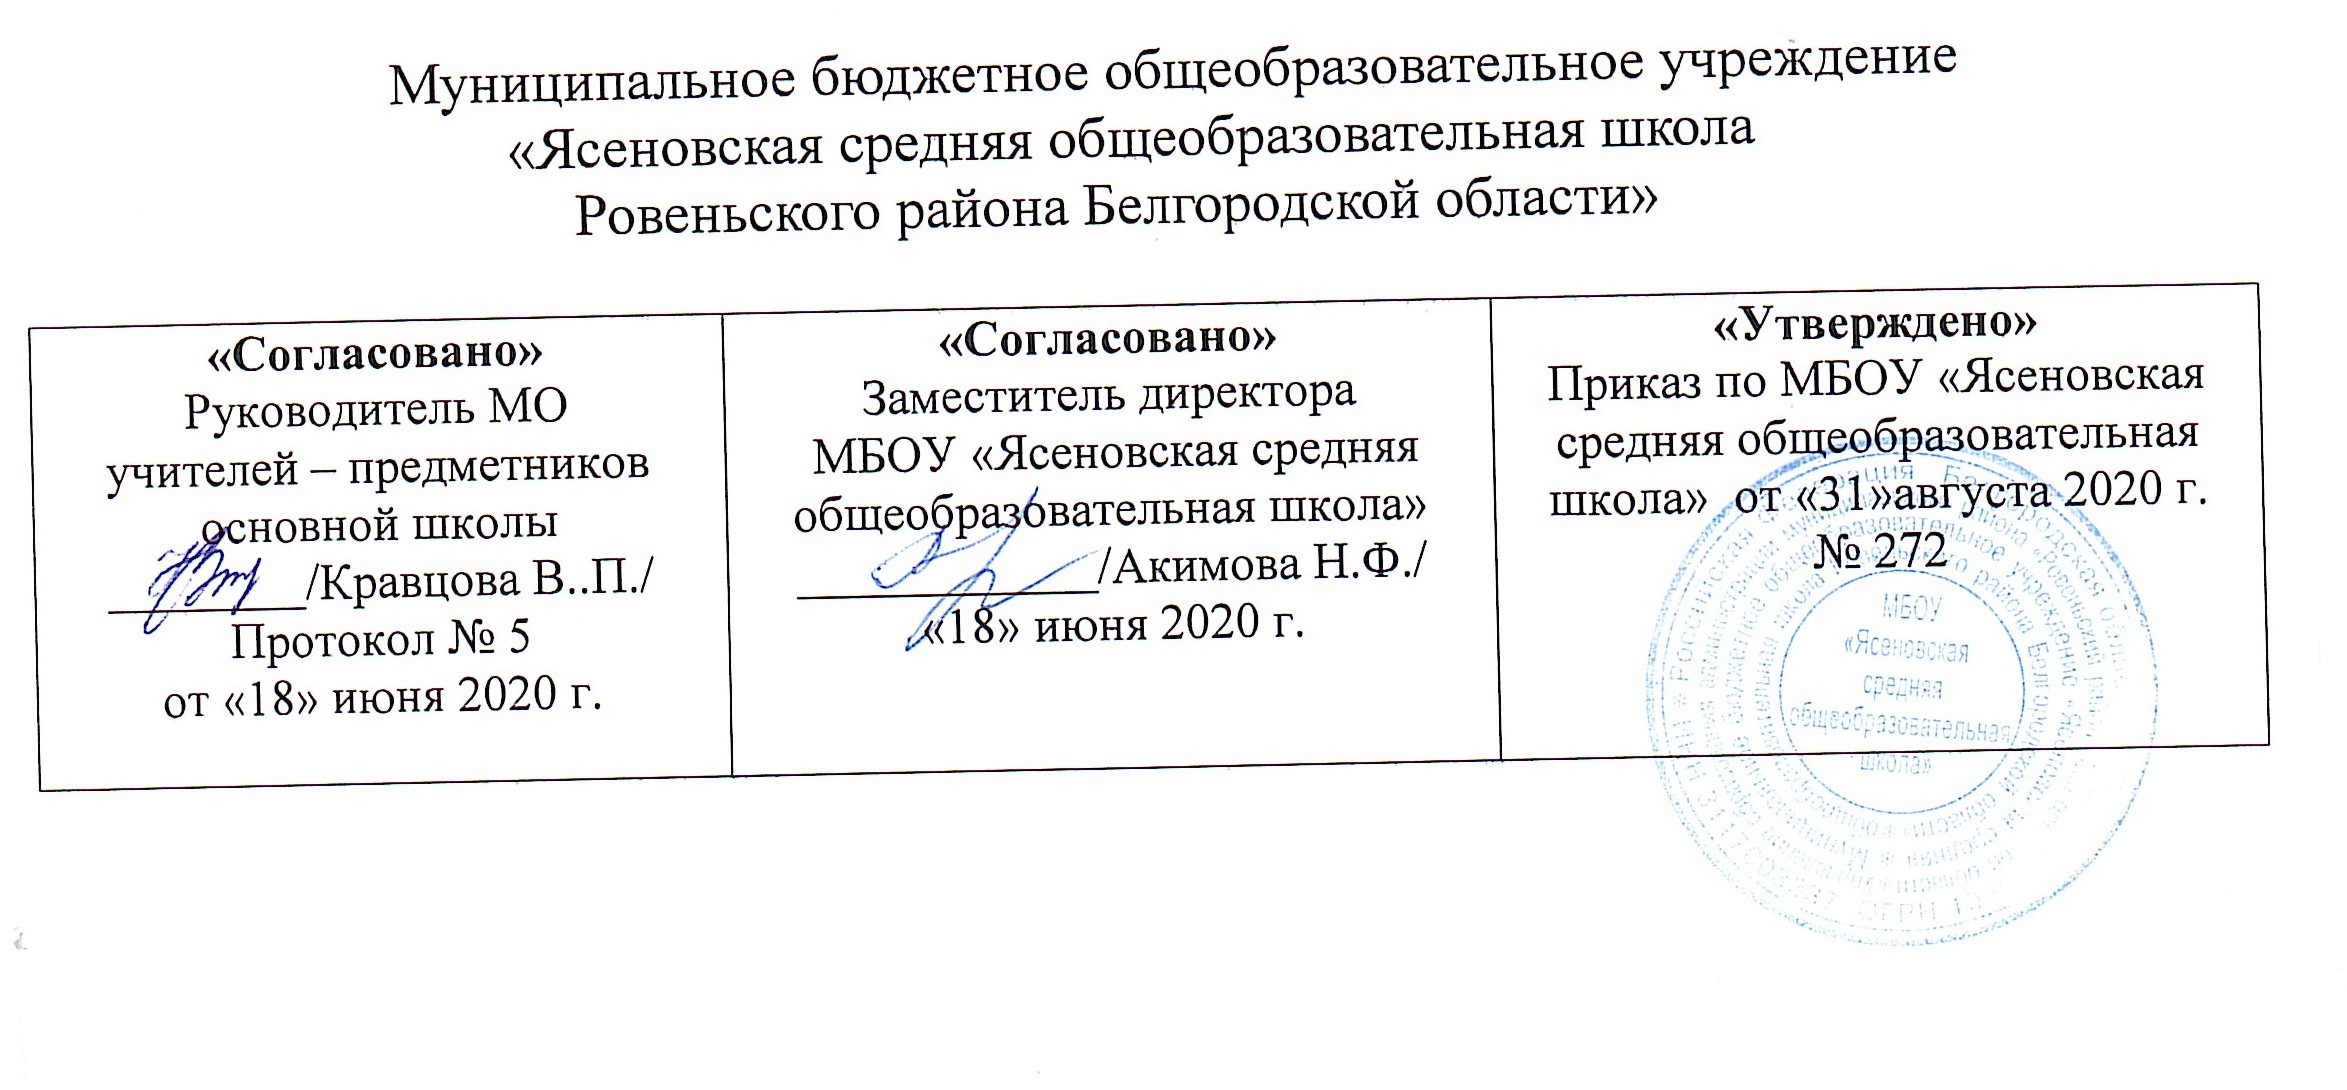 Муниципальное бюджетное общеобразовательное учреждение
«Ясеновская средняя общеобразовательная школа
Ровеньского района Белгородской области»
«Согласовано»
Руководитель МО
учителей – предметников
основной школы
/Кравцова В..П./
Протокол № 5
от «18» июня 2020 г.
«Согласовано»
Заместитель директора
МБОУ «Ясеновская средняя
общеобразовательная школа»
/Акимова Н.Ф./
«18» июня 2020 г.
«Утверждено»
Приказ по МБОУ «Ясеновская
средняя общеобразовательная
школа» от «31»августа 2020 г.
№ 272
МБОУ
«Ясеновская
средняя
общеобразовательная
школа»